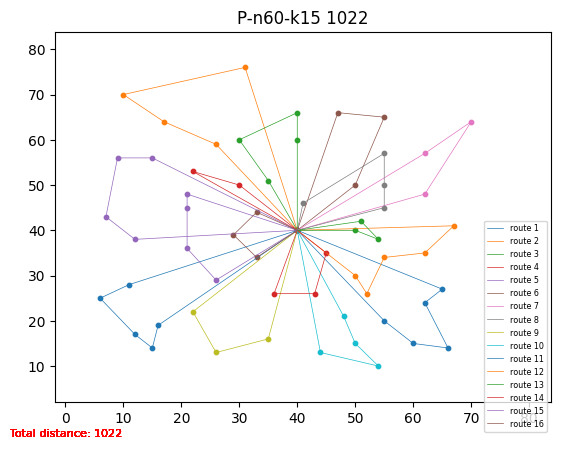 P-n60-k15 1022
80
70
60
50
40
30
20
10
0 10 20 30 40 50 60 70 80
route 1
route 2
route 3
route 4
route 5
route 6
route 7
route 8
route 9
route 10
route 11
route 12
route 13
route 14
route 15
route 16
Total distance: 1022